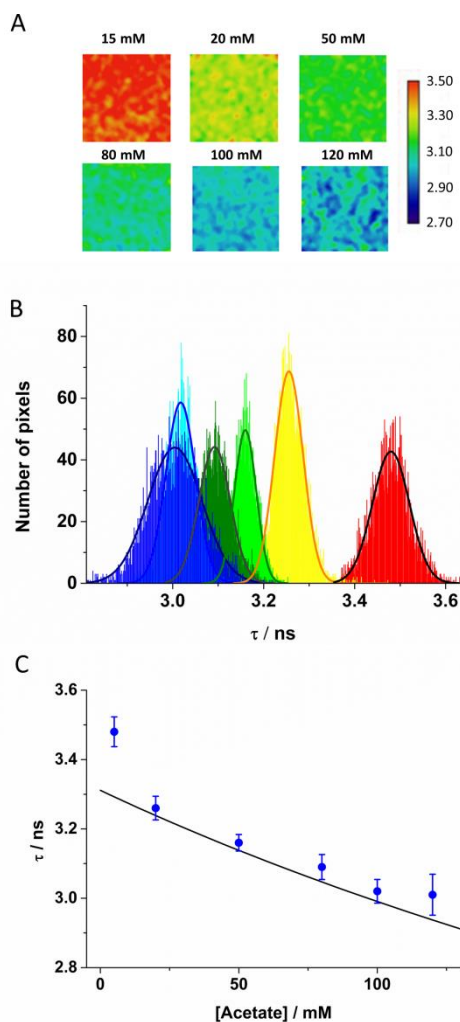 A
15 mM 20 mM 50 mM
80 mM 100 mM 120 mM
3.50
3.30
3.10
2.90
2.70
B
Number of pixels
80
60
40
20
0
3.0 3.2 3.4 3.6
τ / ns
C
τ / ns
3.6
3.4
3.2
3.0
2.8
0 50 100
[Acetate] / mM